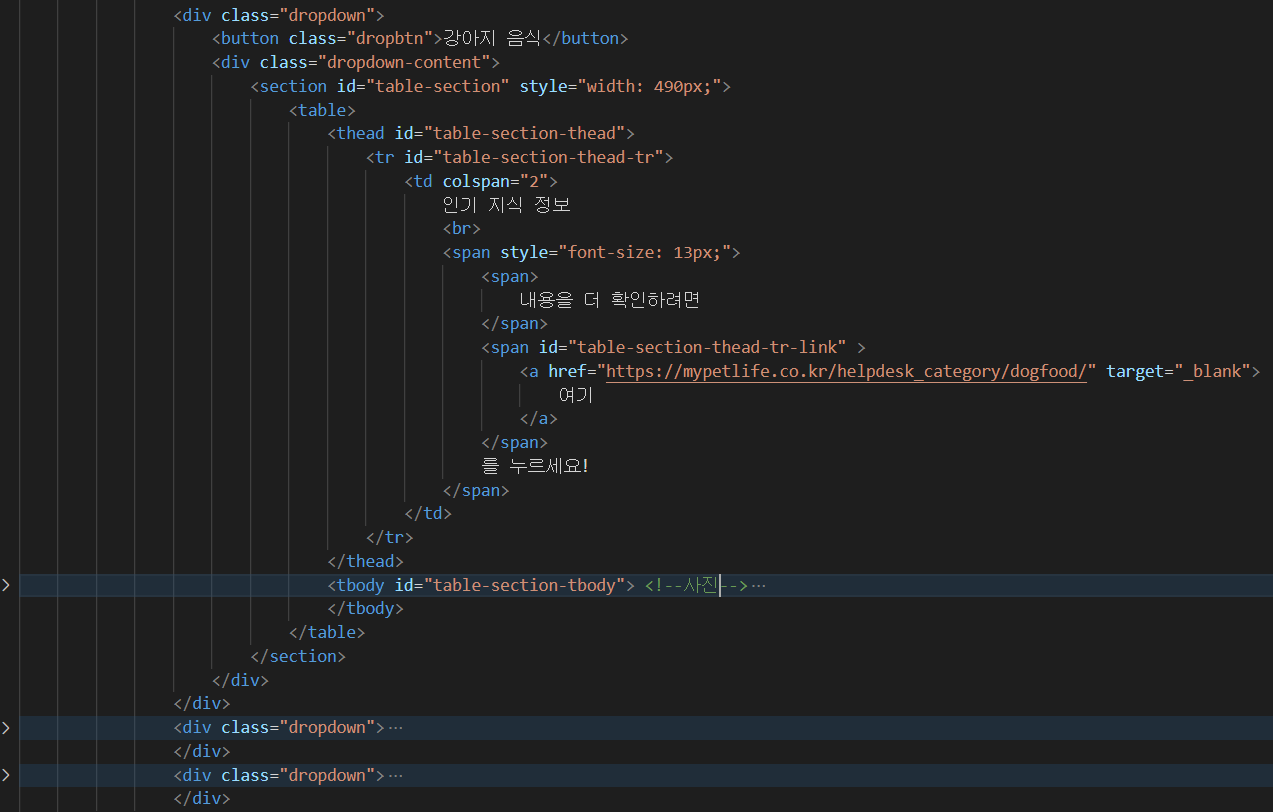 <div class="dropdown">
<button class="dropbtn">강아지 음식</button>
<div class="dropdown-content">
<section id="table-section" style="width: 490px;">
<table>
<thead id="table-section-thead">
<tr id="table-section-thead-tr">
<td colspan="2">
인기 지식 정보
<br>
<span style="font-size: 13px;">
<span>
내용을 더 확인하려면
</span>
<span id="table-section-thead-tr-link" >
<a href="https://mypetlife.co.kr/helpdesk_category/dogfood/" target="_blank">
여기
</a>
</span>
를 누르세요!
</span>
</td>
</tr>
</thead>
<tbody id="table-section-tbody"> <!--사진-->…
</tbody>
</table>
</section>
</div>
</div>
<div class="dropdown">…
</div>
<div class="dropdown">…
</div>